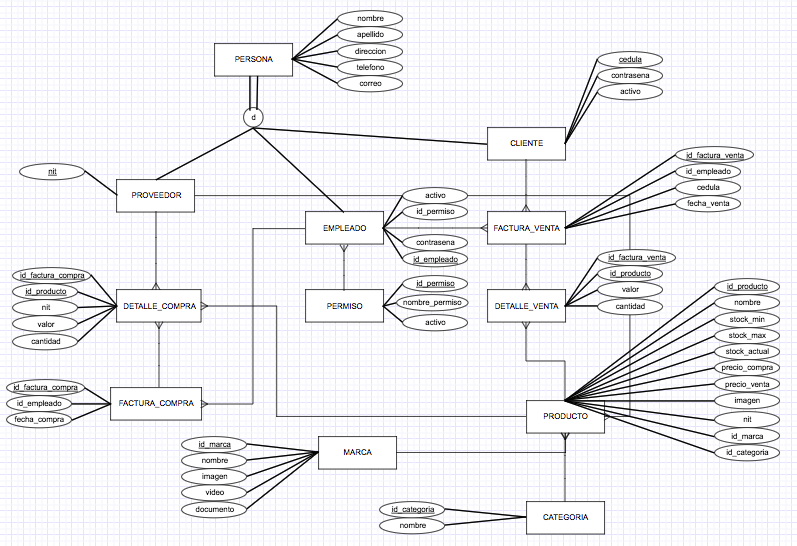 nombre
apellido
direccion
telefono
correo
PERSONA
d
cedula
contrasena
activo
CLIENTE
nit
PROVEEDOR
activo
id_permiso
contrasena
id_empleado
EMPLEADO
id_factura_venta
id_empleado
cedula
fecha_venta
FACTURA_VENTA
id_factura_compra
id_producto
nit
valor
cantidad
DETALLE_COMPRA
PERMISO
id_permiso
nombre_permiso
activo
DETALLE_VENTA
id_factura_venta
id_producto
valor
cantidad
id_producto
nombre
stock_min
stock_max
stock_actual
precio_compra
precio_venta
imagen
nit
id_marca
id_categoria
id_factura_compra
id_empleado
fecha_compra
FACTURA_COMPRA
PRODUCTO
id_marca
nombre
imagen
video
documento
MARCA
id_categoria
nombre
CATEGORIA